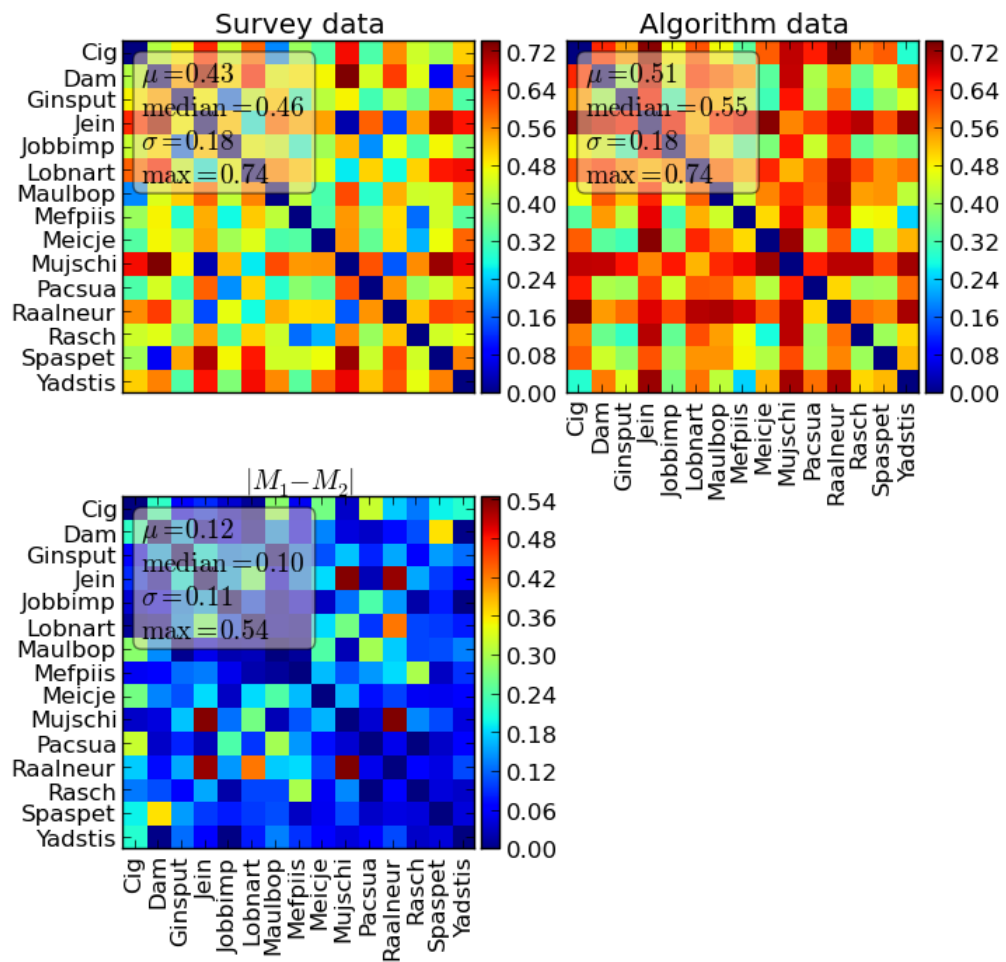 Survey data
Cig
Dam
Ginsput
Jein
Jobbimp
Lobnart
Maulbop
Mefpiis
Meicje
Mujschi
Pacsua
Raalneur
Rasch
Spaspet
Yadstis
μ=0.43
median=0.46
σ=0.18
max=0.74
0.72
0.64
0.56
0.48
0.40
0.32
0.24
0.16
0.08
0.00
Algorithm data
μ=0.51
median=0.55
σ=0.18
max=0.74
0.72
0.64
0.56
0.48
0.40
0.32
0.24
0.16
0.08
0.00
Cig
Dam
Ginsput
Jein
Jobbimp
Lobnart
Maulbop
Mefpiis
Meicje
Mujschi
Pacsua
Raalneur
Rasch
Spaspet
Yadstis
|M₁−M₂|
Cig
Dam
Ginsput
Jein
Jobbimp
Lobnart
Maulbop
Mefpiis
Meicje
Mujschi
Pacsua
Raalneur
Rasch
Spaspet
Yadstis
μ=0.12
median=0.10
σ=0.11
max=0.54
0.54
0.48
0.42
0.36
0.30
0.24
0.18
0.12
0.06
0.00
Cig
Dam
Ginsput
Jein
Jobbimp
Lobnart
Maulbop
Mefpiis
Meicje
Mujschi
Pacsua
Raalneur
Rasch
Spaspet
Yadstis